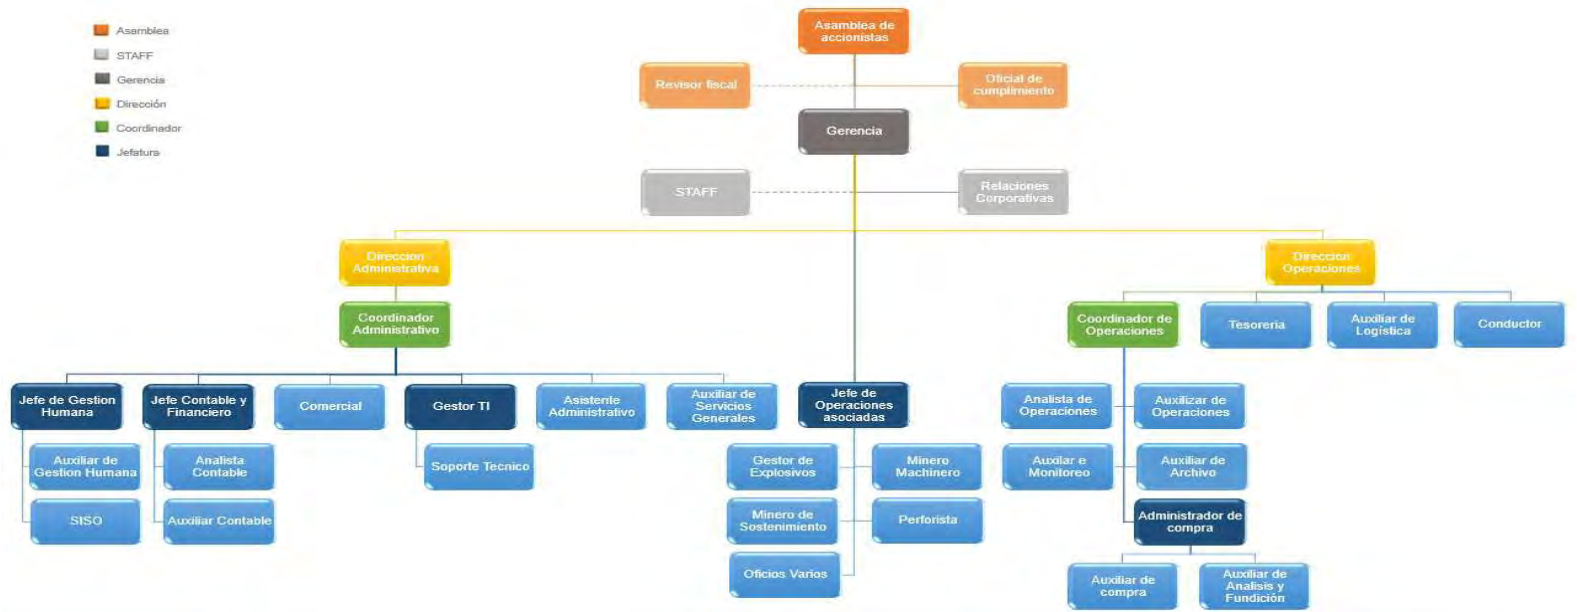 Asamblea
STAFF
Gerencia
Dirección
Coordinador
Jefatura
Asamblea de
accionistas
Revisor fiscal
Oficial de
cumplimiento
Gerencia
STAFF
Relaciones
Corporativas
Direccion
Administrativa
Direccion
Operaciones
Coordinador
Administrativo
Coordinador de
Operaciones
Tesoreria
Auxiliar de
Logística
Conductor
Jefe de Gestion
Humana
Jefe Contable y
Financiero
Comercial
Gestor TI
Asistente
Administrativo
Auxiliar de
Servicios
Generales
Jefe de
Operaciones
asociadas
Analista de
Operaciones
Auxilizar de
Operaciones
Auxiliar de
Gestion Humana
Analista
Contable
Soporte Tecnico
Gestor de
Explosivos
Minero
Machinero
Auxilar e
Monitoreo
Auxiliar de
Archivo
SISO
Auxiliar Contable
Minero de
Sostenimiento
Perforista
Administrador de
compra
Oficios Varios
Auxiliar de
compra
Auxiliar de
Analisis y
Fundición